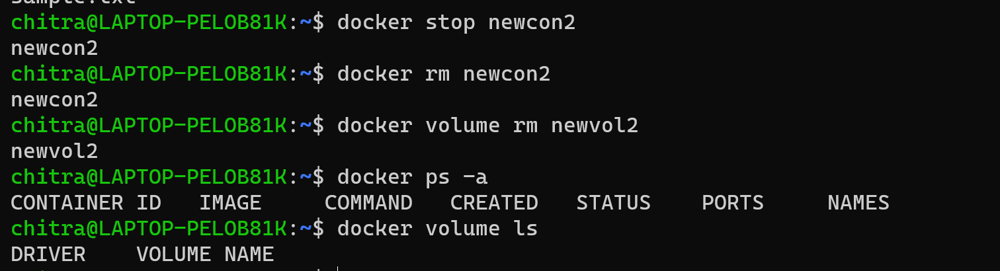 sample.txt
chitra@LAPTOP-PELOB81K:~$ docker stop newcon2
newcon2
chitra@LAPTOP-PELOB81K:~$ docker rm newcon2
newcon2
chitra@LAPTOP-PELOB81K:~$ docker volume rm newvol2
newvol2
chitra@LAPTOP-PELOB81K:~$ docker ps -a
CONTAINER ID   IMAGE     COMMAND   CREATED   STATUS    PORTS     NAMES
chitra@LAPTOP-PELOB81K:~$ docker volume ls
DRIVER    VOLUME NAME